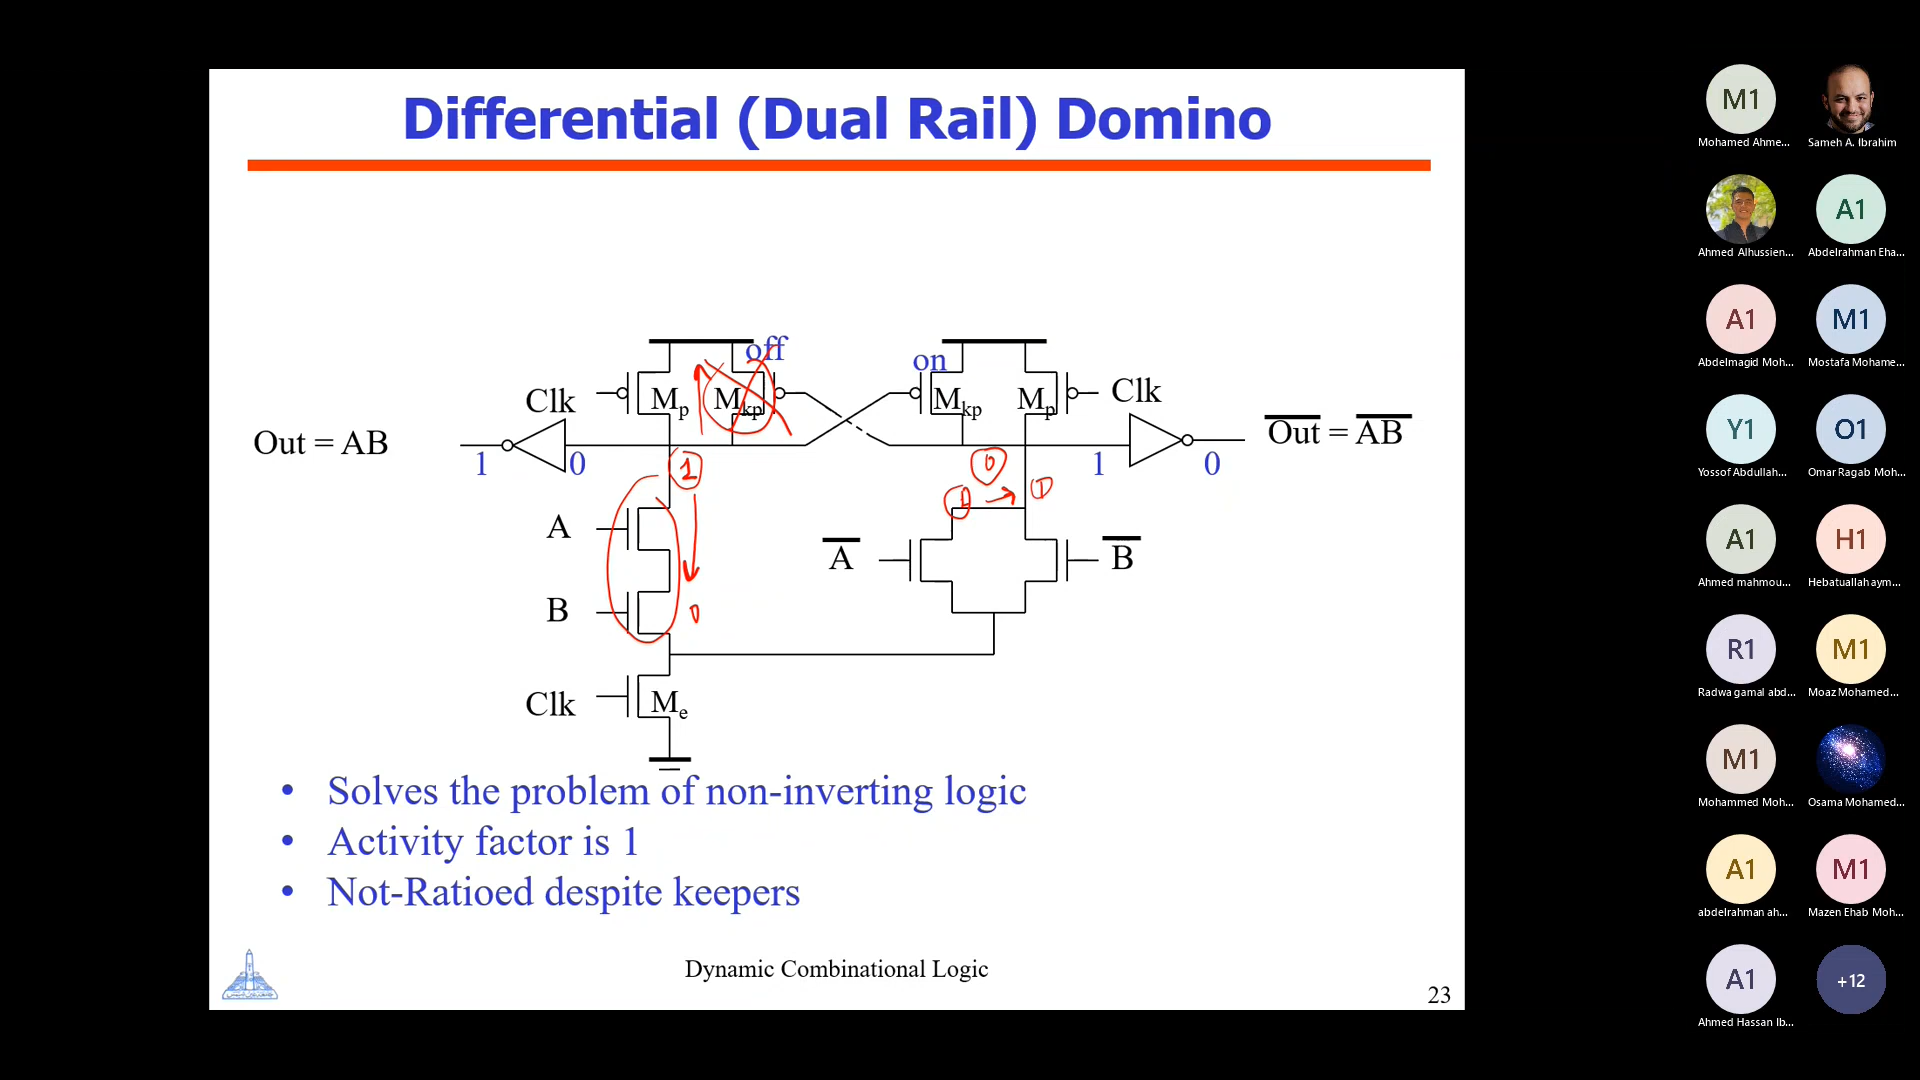 Differential (Dual Rail) Domino
off
on
Clk
Mp
Mkp
Mkp
Mp
Clk
Out = AB
1
0
1
0
1
0
Out = AB
1
1
A
A
B
B
0
Clk
Me
• Solves the problem of non-inverting logic
• Activity factor is 1
• Not-Ratioed despite keepers
Dynamic Combinational Logic
23
M1
Mohamed Ahme...
Sameh A. Ibrahim
Ahmed Alhussien...
A1
Abdelrahman Eha...
A1
Abdelmagid Moh...
M1
Mostafa Mohame...
Y1
Yossof Abdullah...
O1
Omar Ragab Moh...
A1
Ahmed mahmou...
H1
Hebatuallah aym...
R1
Radwa gamal abd...
M1
Moaz Mohamed...
M1
Mohammed Moh...
Osama Mohamed...
A1
abdelrahman ah...
M1
Mazen Ehab Moh...
A1
Ahmed Hassan Ib...
+12